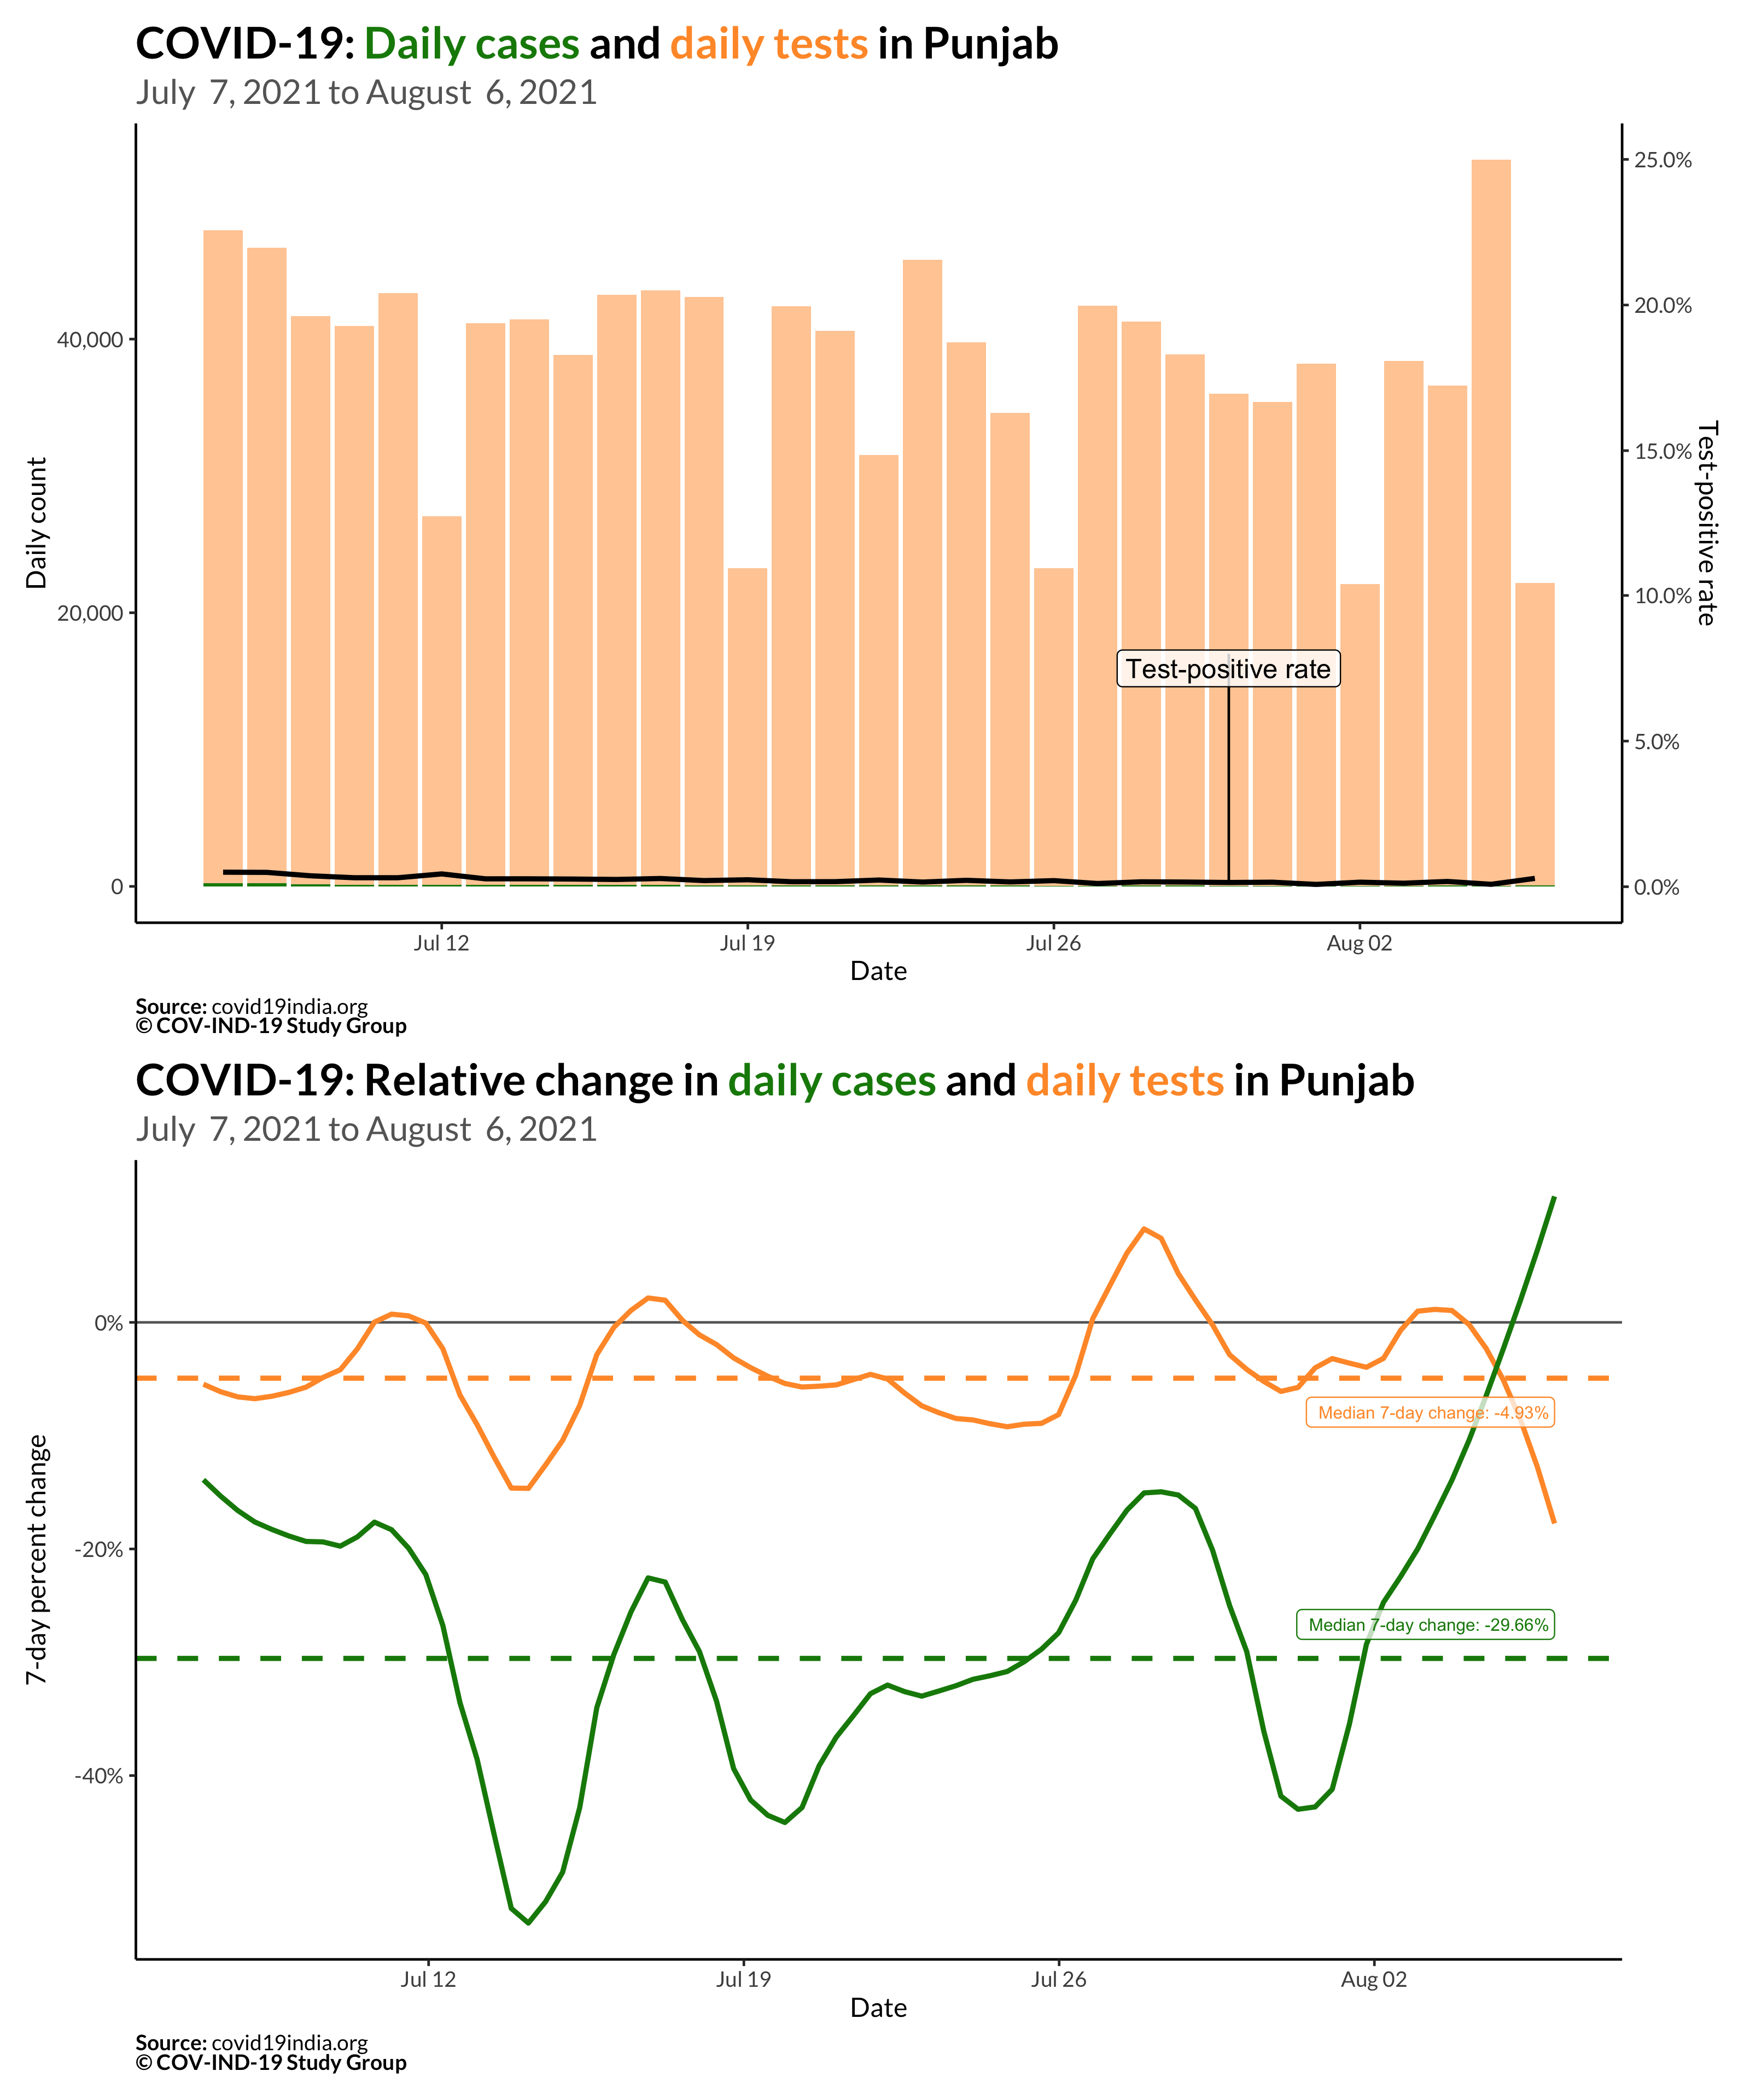 COVID-19: Daily cases and daily tests in Punjab
July 7, 2021 to August 6, 2021
25.0%
20.0%
40,000
15.0%
Daily count
Test-positive rate
10.0%
20,000
Test-positive rate
5.0%
0
0.0%
Jul 12
Jul 19
Jul 26
Aug 02
Date
Source: covid19india.org
© COV-IND-19 Study Group
COVID-19: Relative change in daily cases and daily tests in Punjab
July 7, 2021 to August 6, 2021
0%
Median 7-day change: -4.93%
7-day percent change
-20%
Median 7-day change: -29.66%
-40%
Jul 12
Jul 19
Jul 26
Aug 02
Date
Source: covid19india.org
© COV-IND-19 Study Group